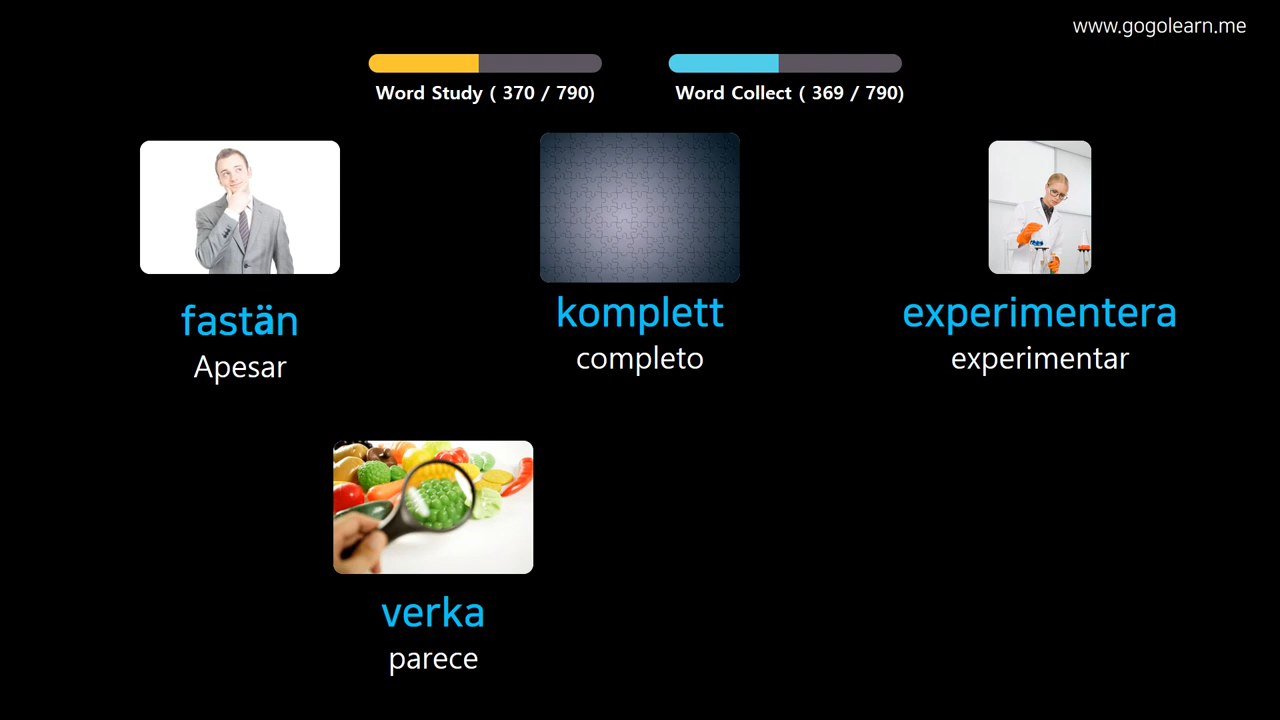 www.gogolearn.me
Word Study ( 370 / 790)
Word Collect ( 369 / 790)
fastän
Apesar
komplett
completo
experimentera
experimentar
verka
parece